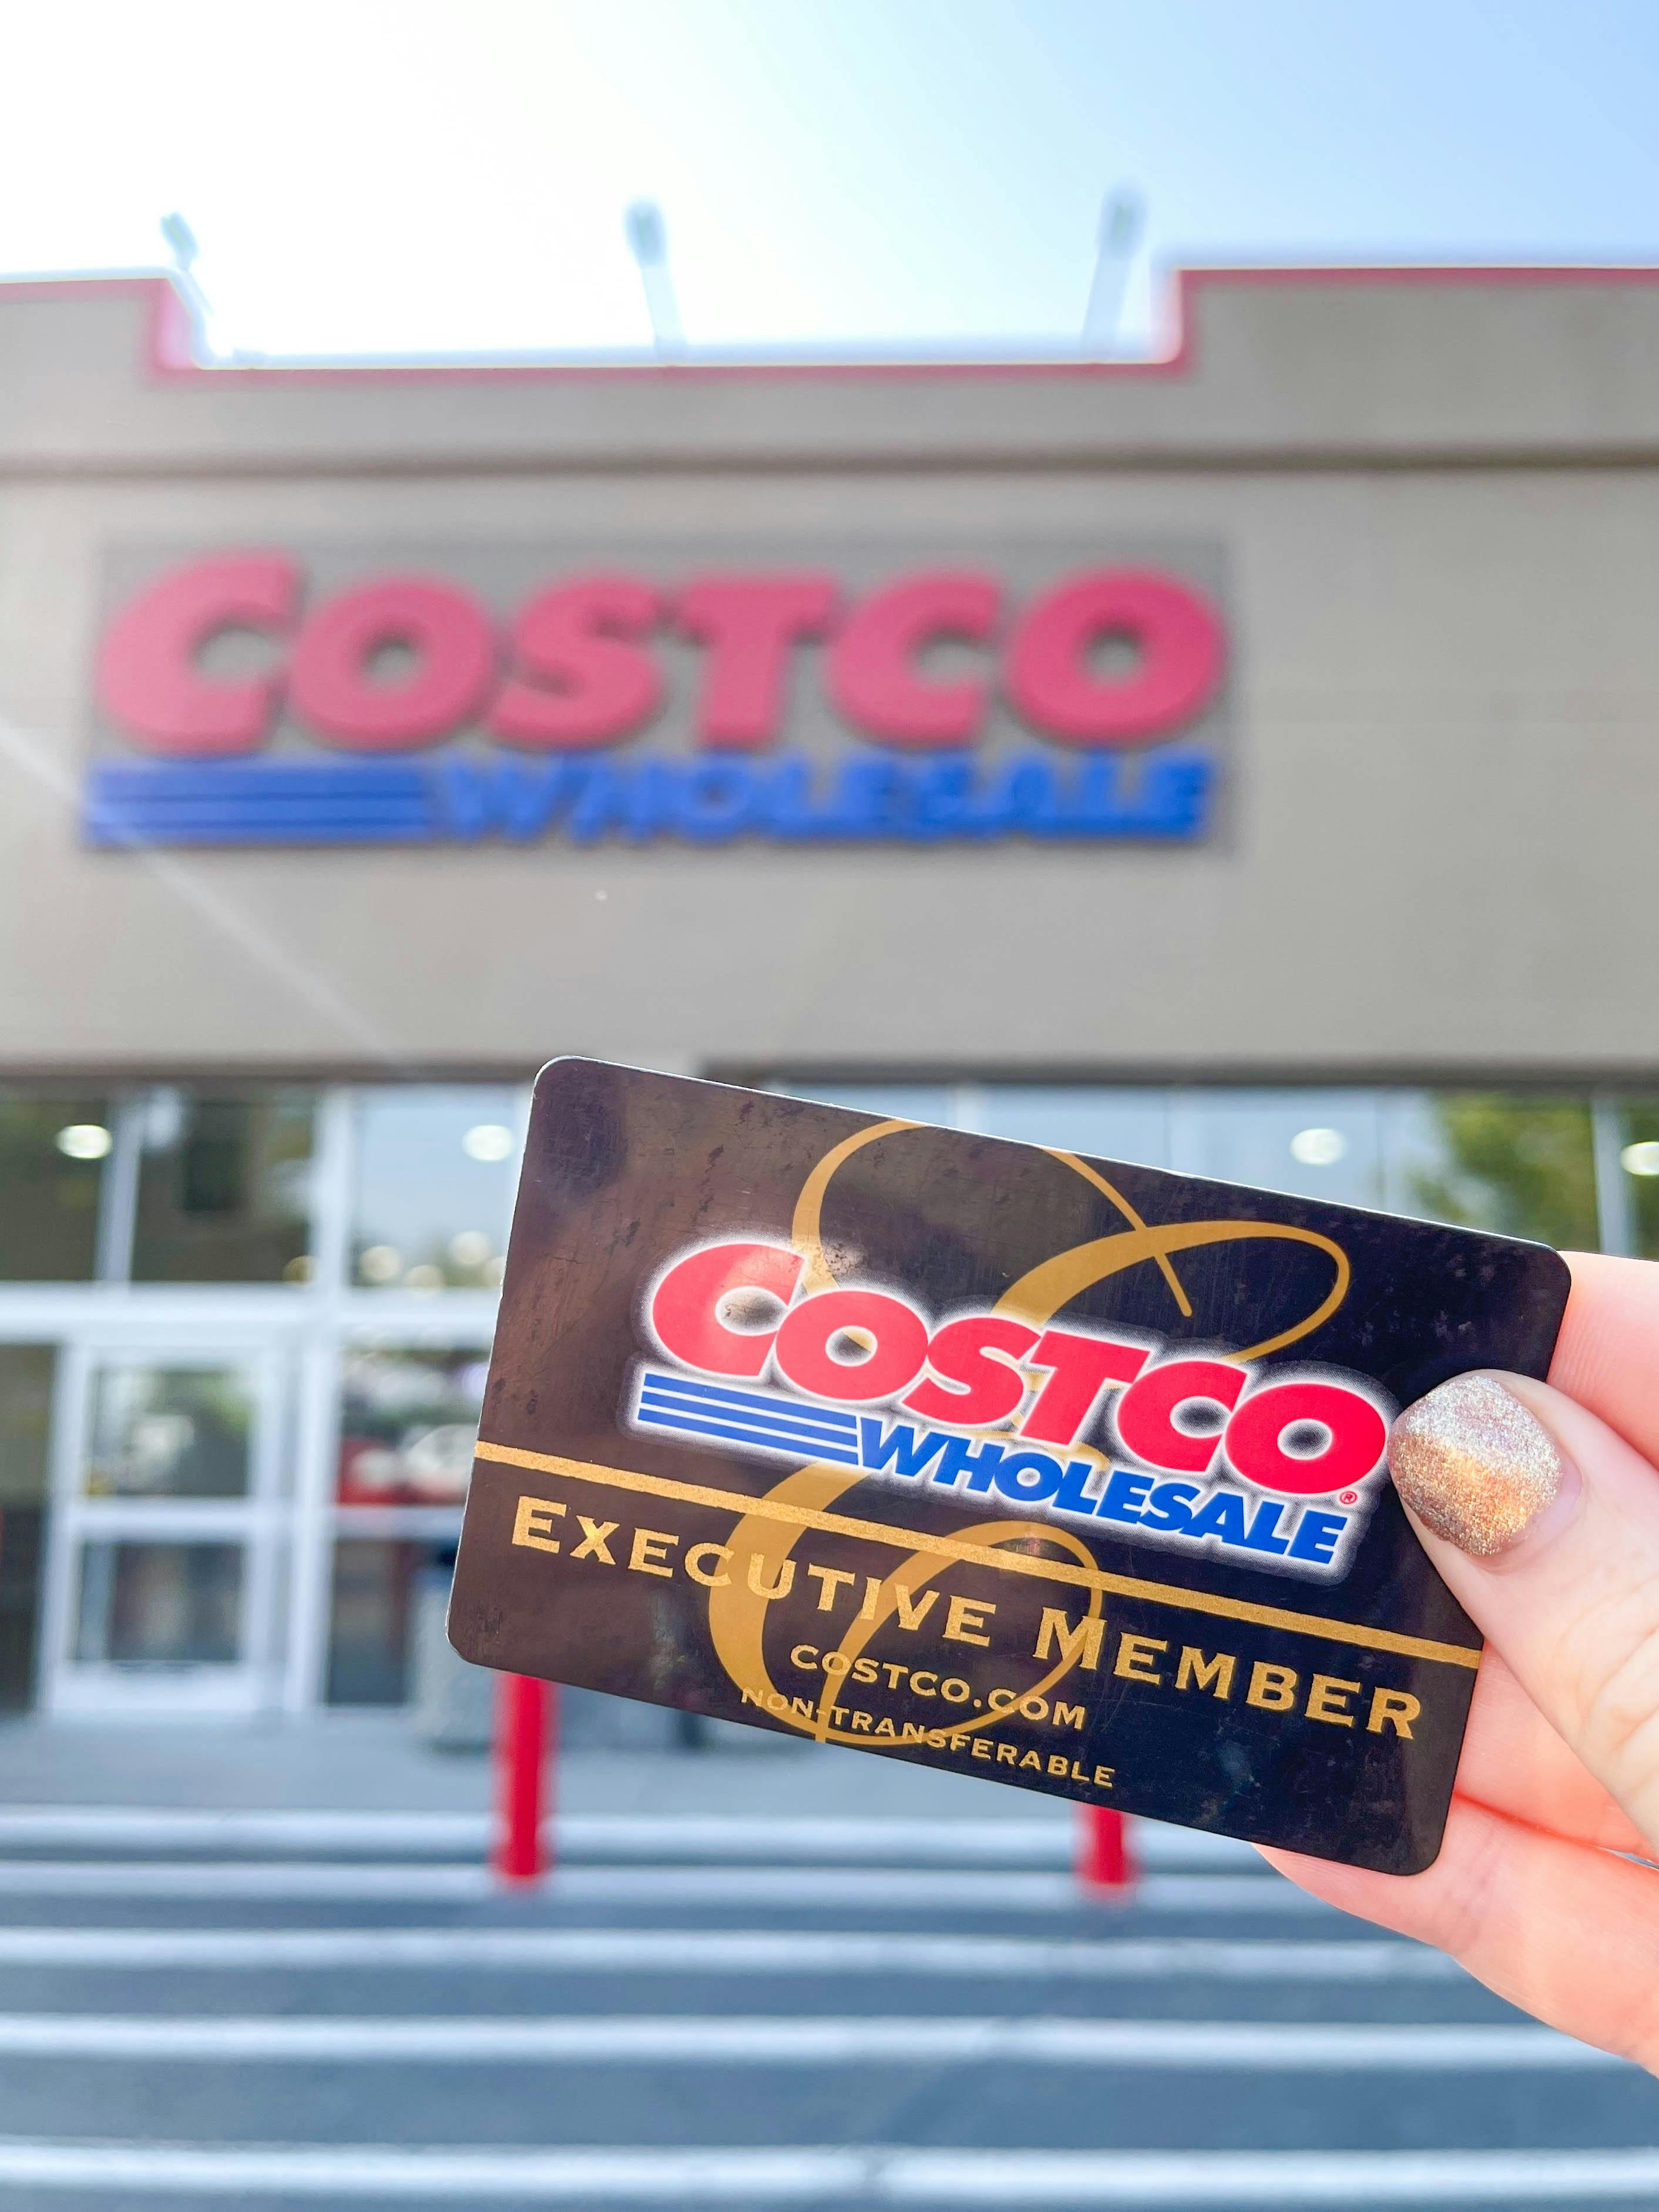 COSTCO
WHOLESALE
COSTCO®
WHOLESALE
EXECUTIVE MEMBER
COSTCO.COM
NON-TRANSFERABLE